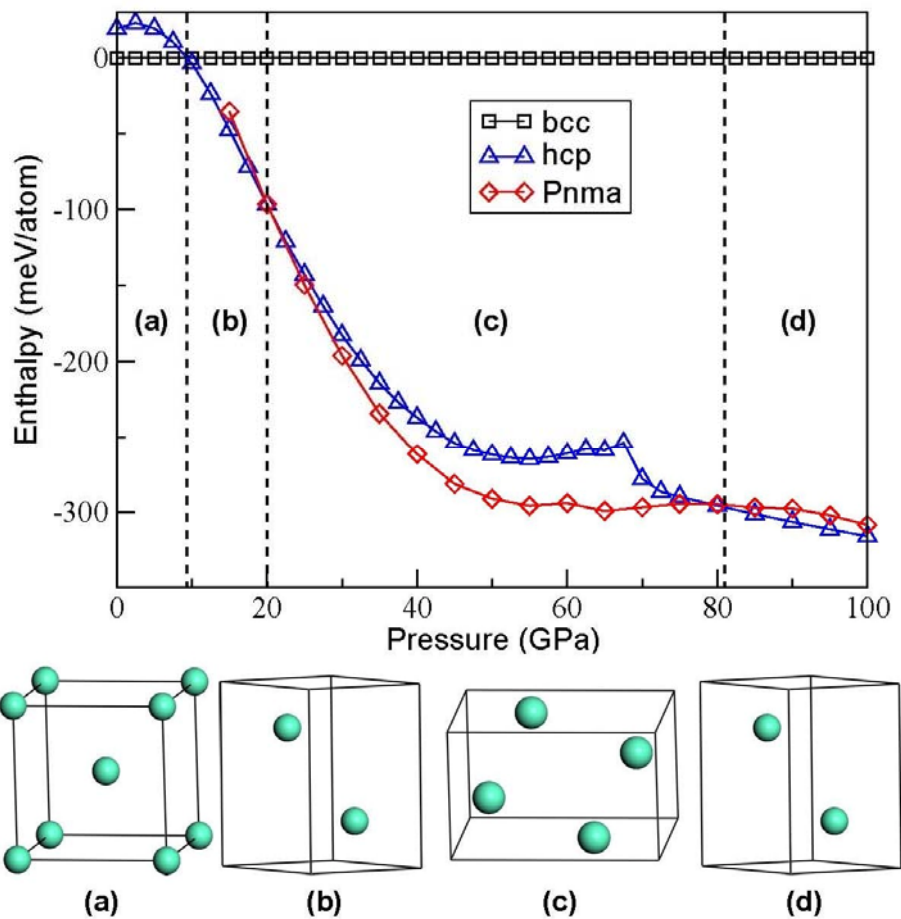 0
-100
-200
-300
Enthalpy (meV/atom)
bcc
hcp
Pnma
(a)
(b)
(c)
(d)
0
20
40
60
80
100
Pressure (GPa)
(a)
(b)
(c)
(d)